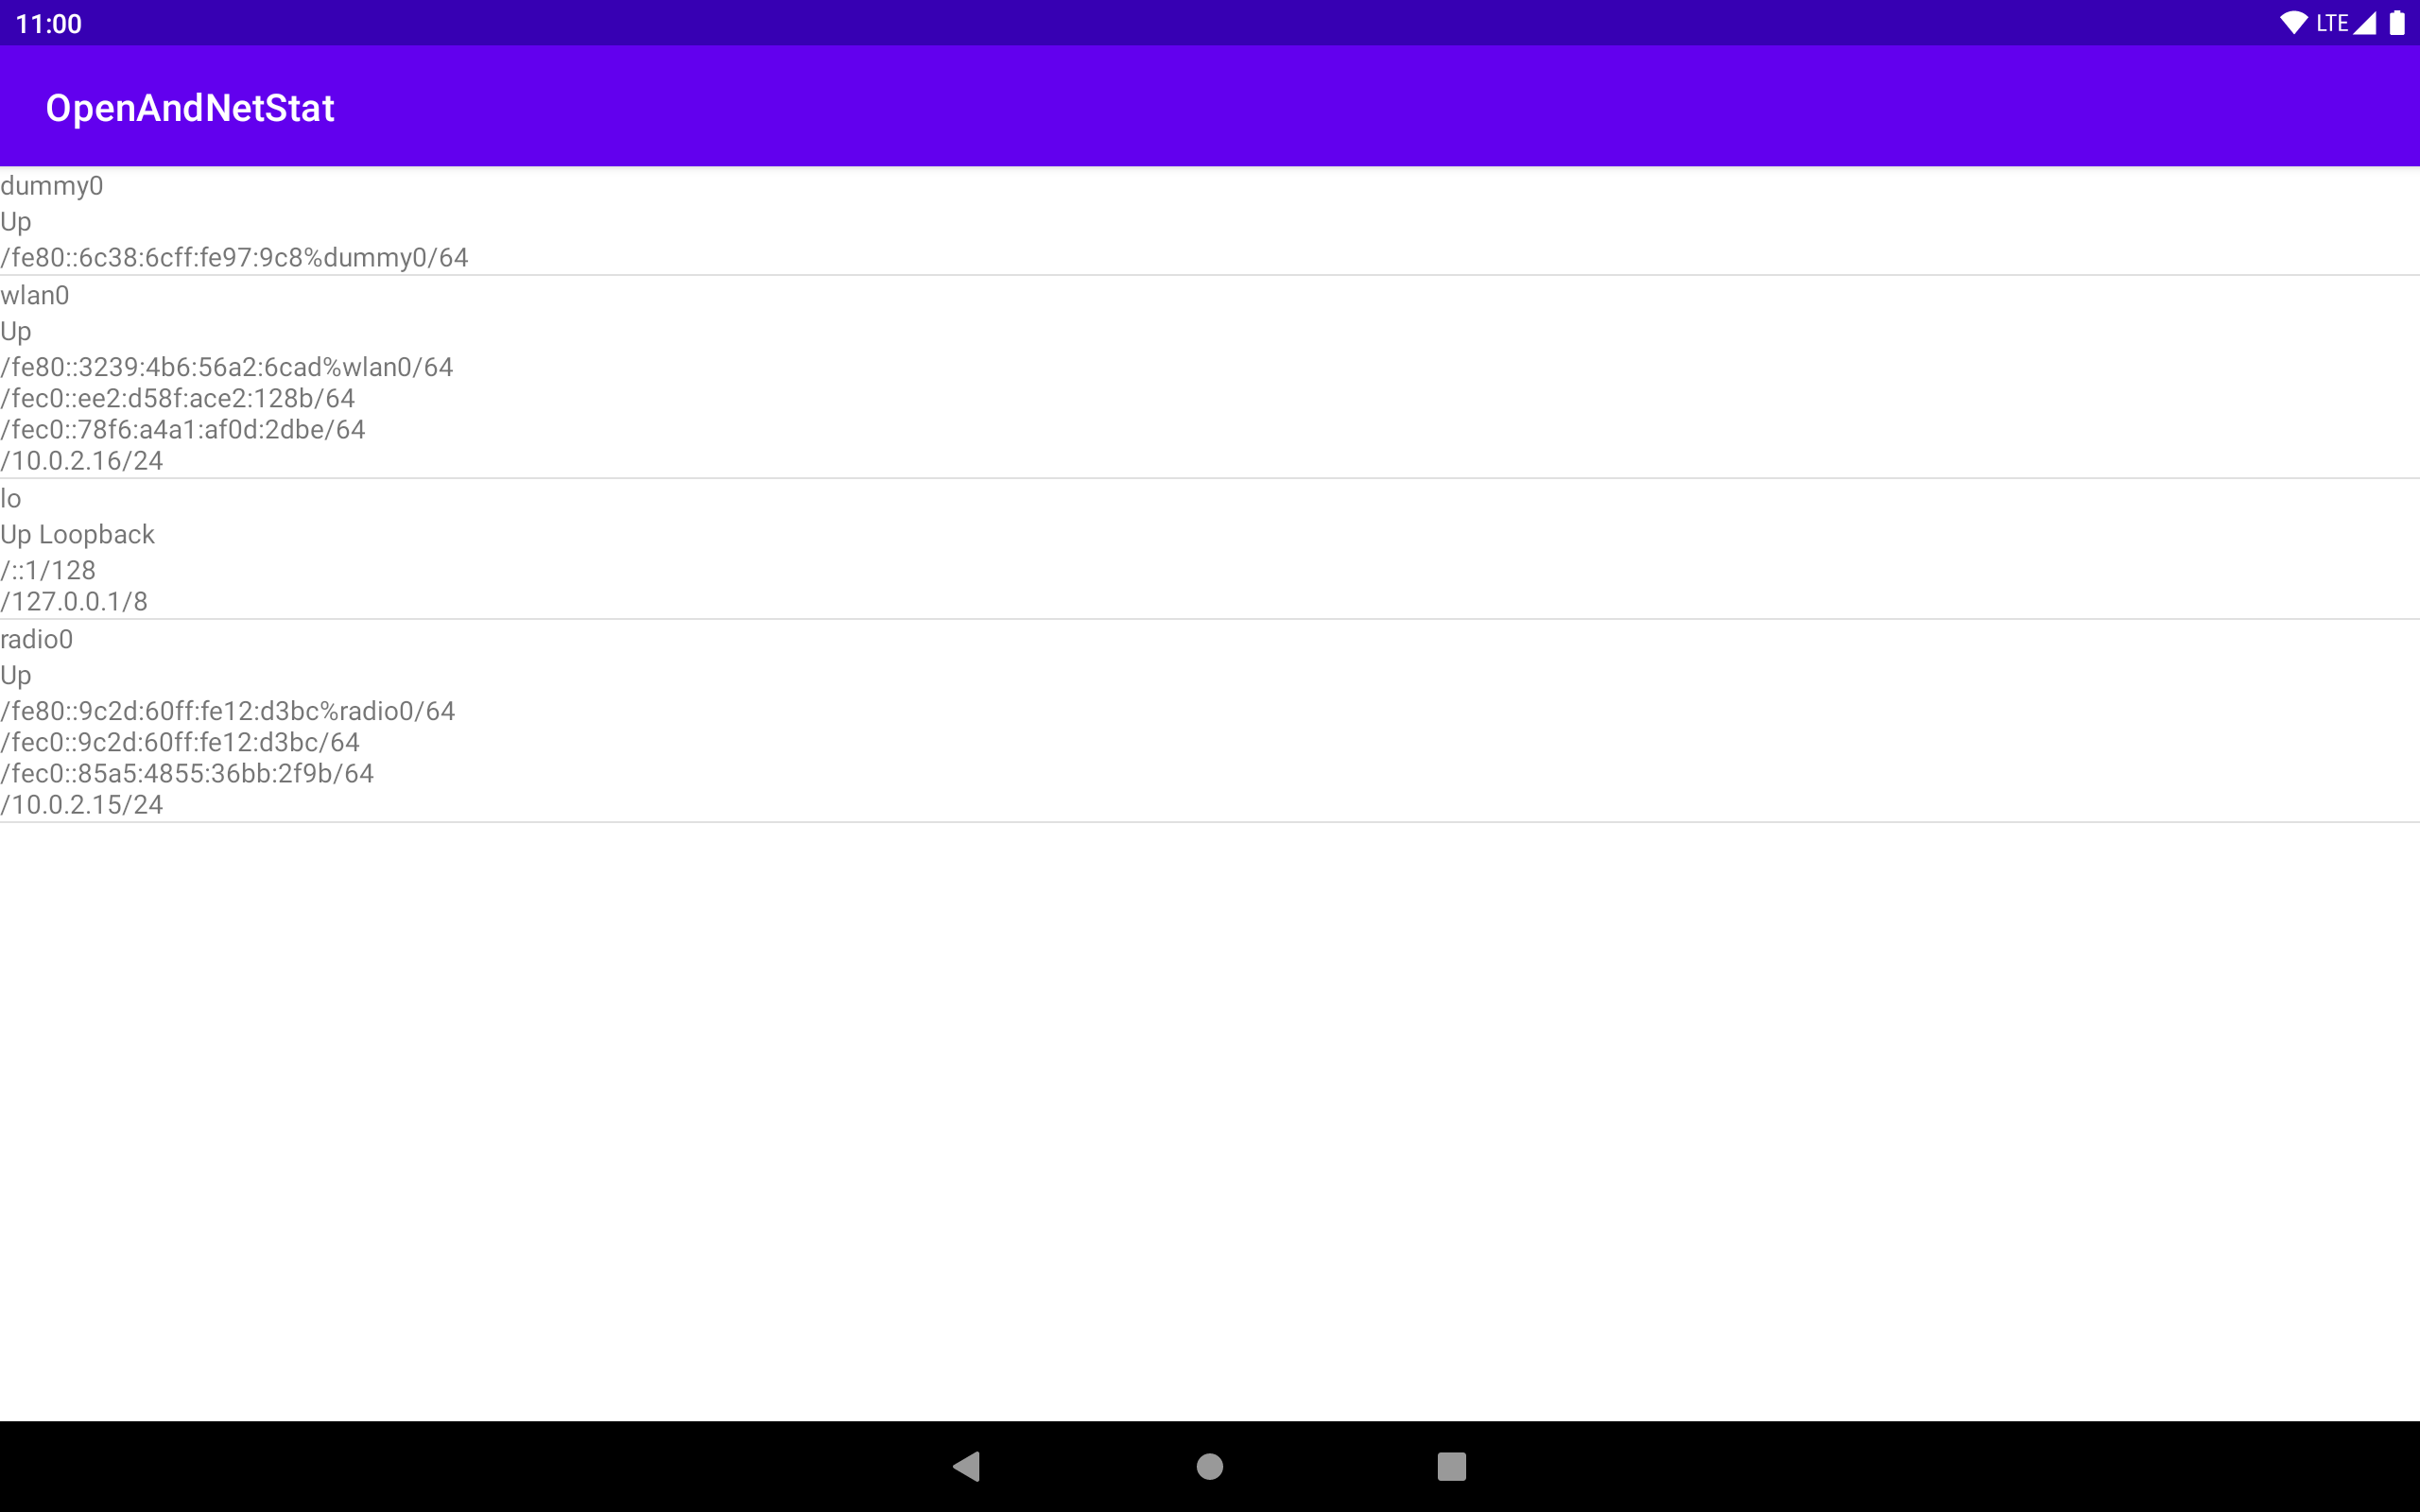 11:00 LTE
OpenAndNetStat
dummy0
Up
/fe80::6c38:6cff:fe97:9c8%dummy0/64
wlan0
Up
/fe80::3239:4b6:56a2:6cad%wlan0/64
/fec0::ee2:d58f:ace2:128b/64
/fec0::78f6:a4a1:af0d:2dbe/64
/10.0.2.16/24
lo
Up Loopback
/::1/128
/127.0.0.1/8
radio0
Up
/fe80::9c2d:60ff:fe12:d3bc%radio0/64
/fec0::9c2d:60ff:fe12:d3bc/64
/fec0::85a5:4855:36bb:2f9b/64
/10.0.2.15/24